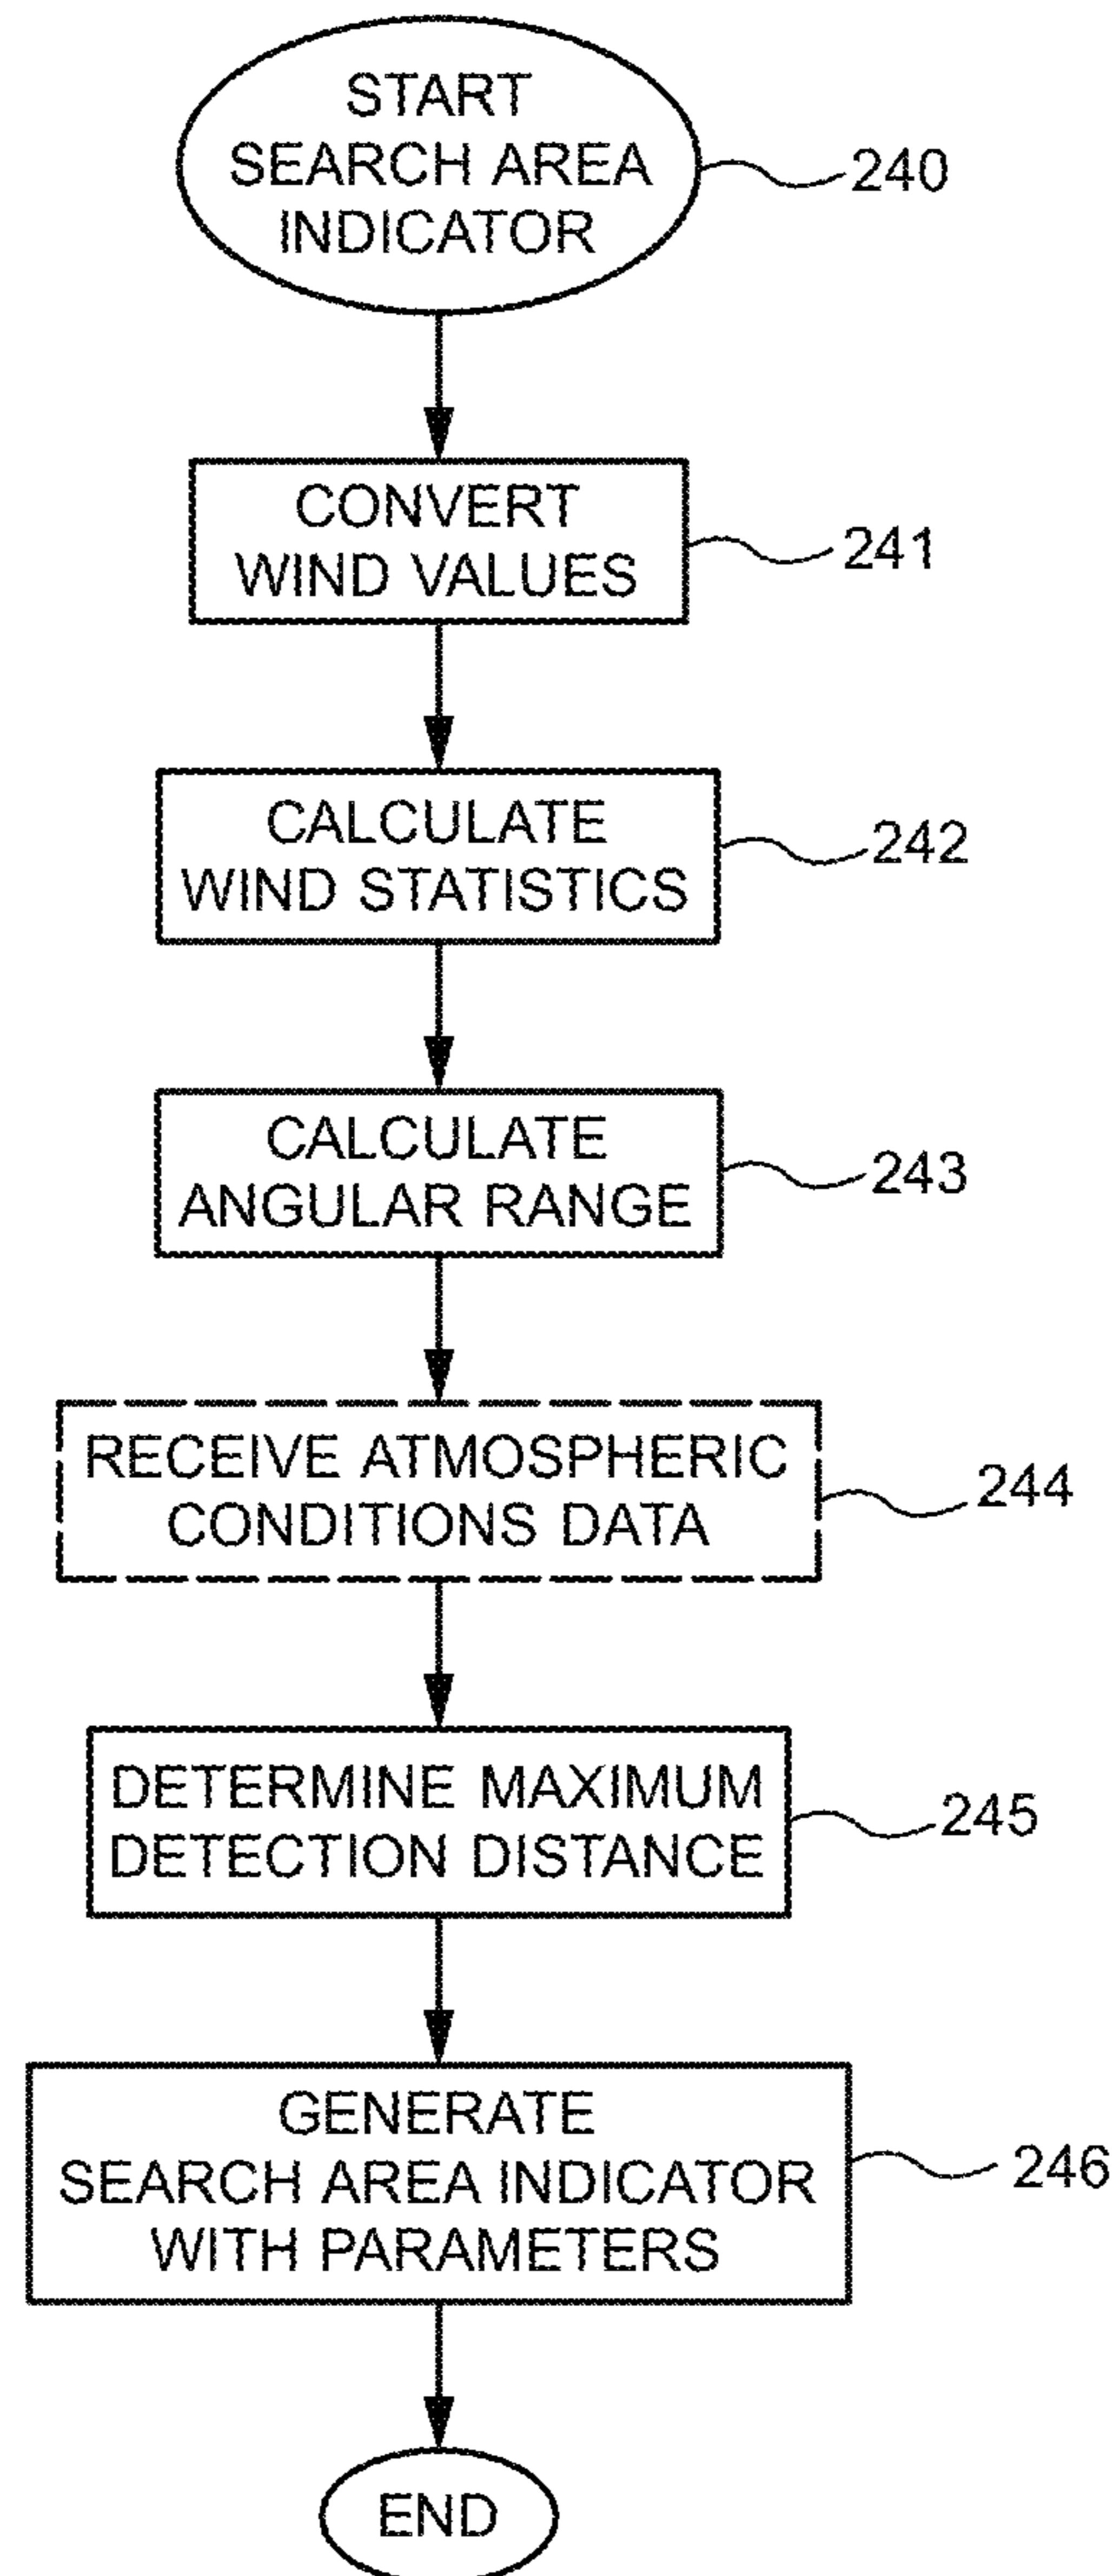 START
SEARCH AREA
INDICATOR
240
CONVERT
WIND VALUES
241
CALCULATE
WIND STATISTICS
242
CALCULATE
ANGULAR RANGE
243
RECEIVE ATMOSPHERIC
CONDITIONS DATA
244
DETERMINE MAXIMUM
DETECTION DISTANCE
245
GENERATE
SEARCH AREA INDICATOR
WITH PARAMETERS
246
END